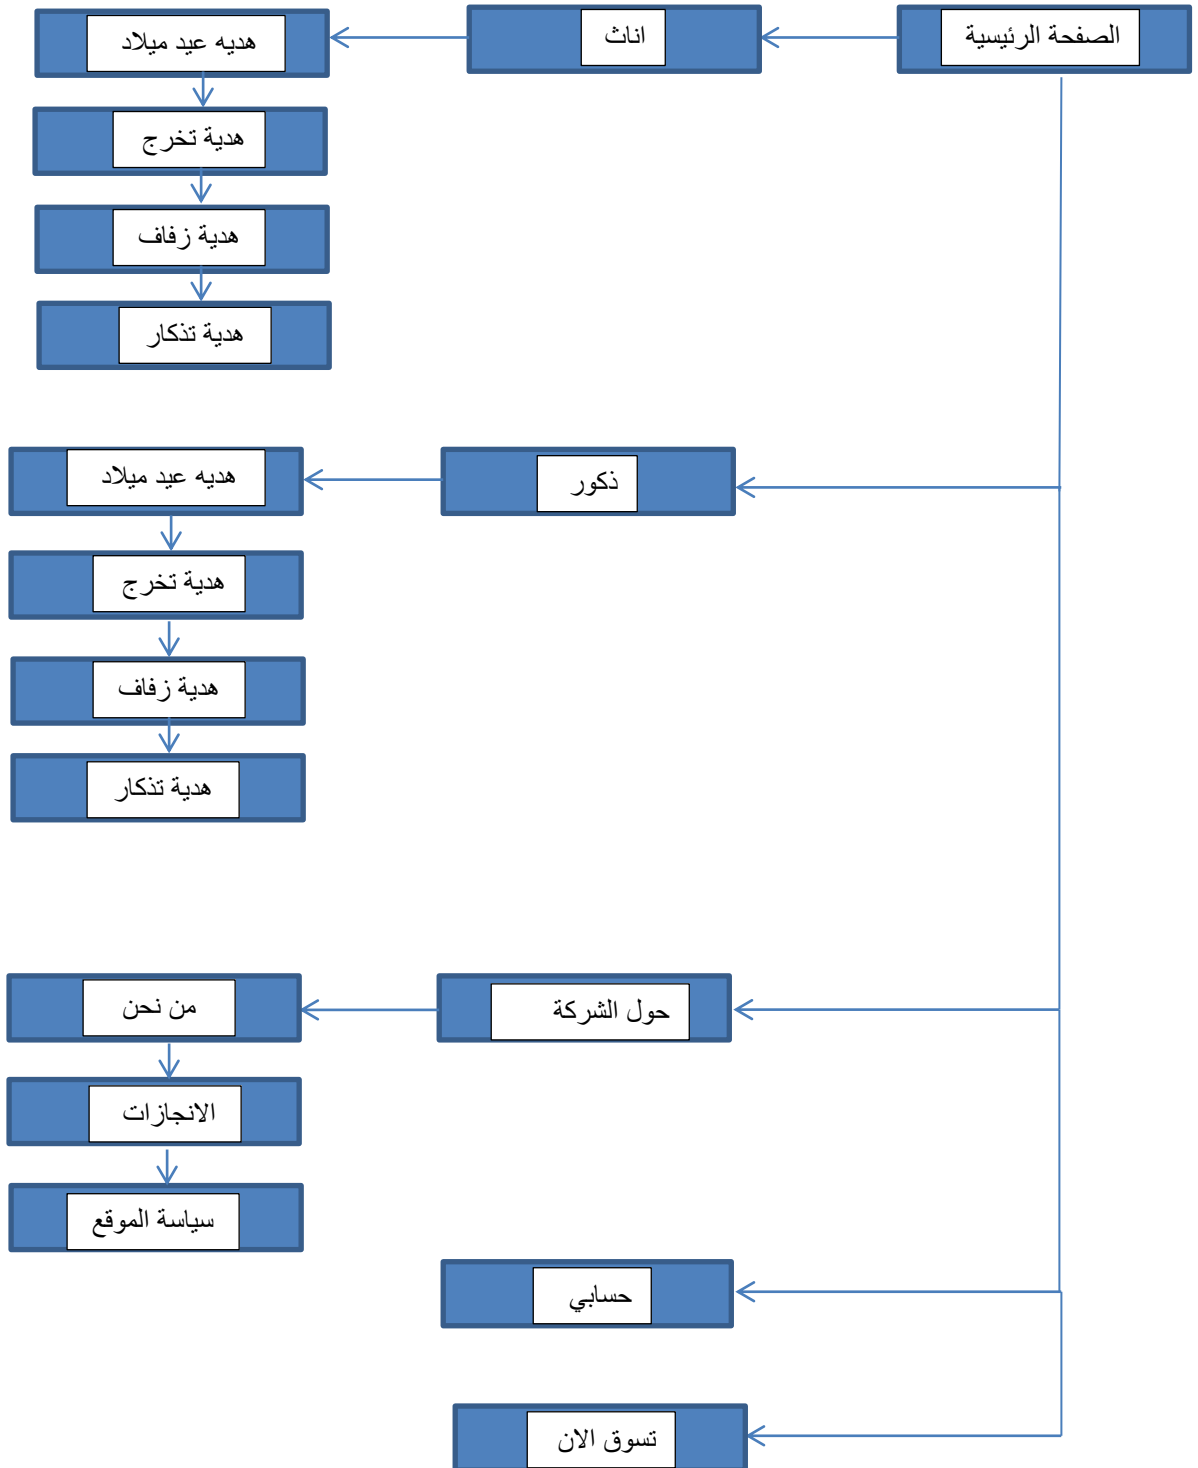 الصفحة الرئيسية
اناث
هديه عيد ميلاد
هدية تخرج
هدية زفاف
هدية تذكار
ذكور
هديه عيد ميلاد
هدية تخرج
هدية زفاف
هدية تذكار
حول الشركة
من نحن
الانجازات
سياسة الموقع
حسابي
تسوق الان